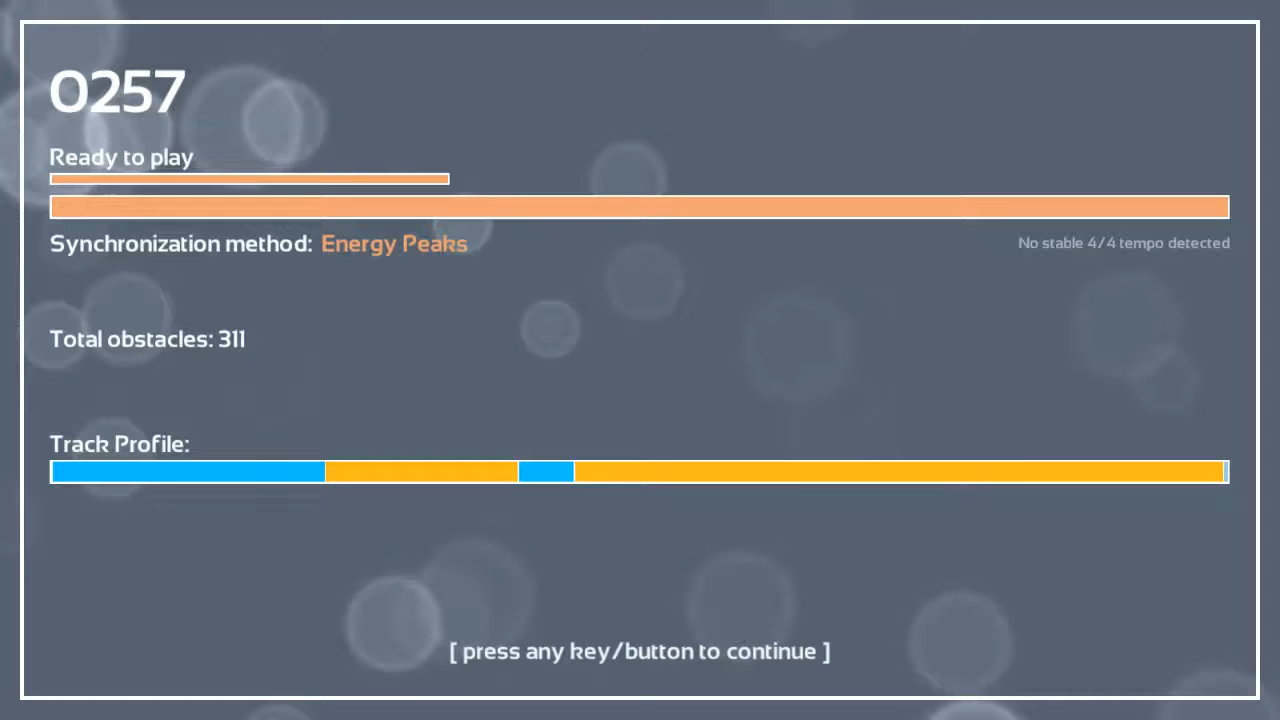 0257
Ready to play
Synchronization method: Energy Peaks
No stable 4/4 tempo detected
Total obstacles: 311
Track Profile:
[ press any key/button to continue ]